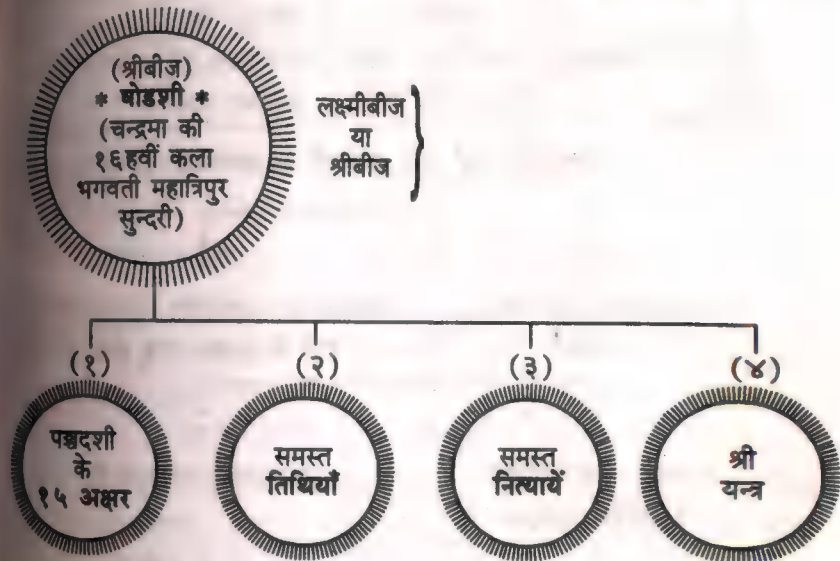 (श्रीबीज)
* षोडशी *
(चन्द्रमा की
१६हवीं कला
भगवती महात्रिपुर
सुन्दरी)
लक्ष्मीबीज
या
श्रीबीज
(१)
(२)
(३)
(४)
पञ्चदशी
के
१५ अक्षर
समस्त
तिथियाँ
समस्त
नित्यायें
श्री
यन्त्र